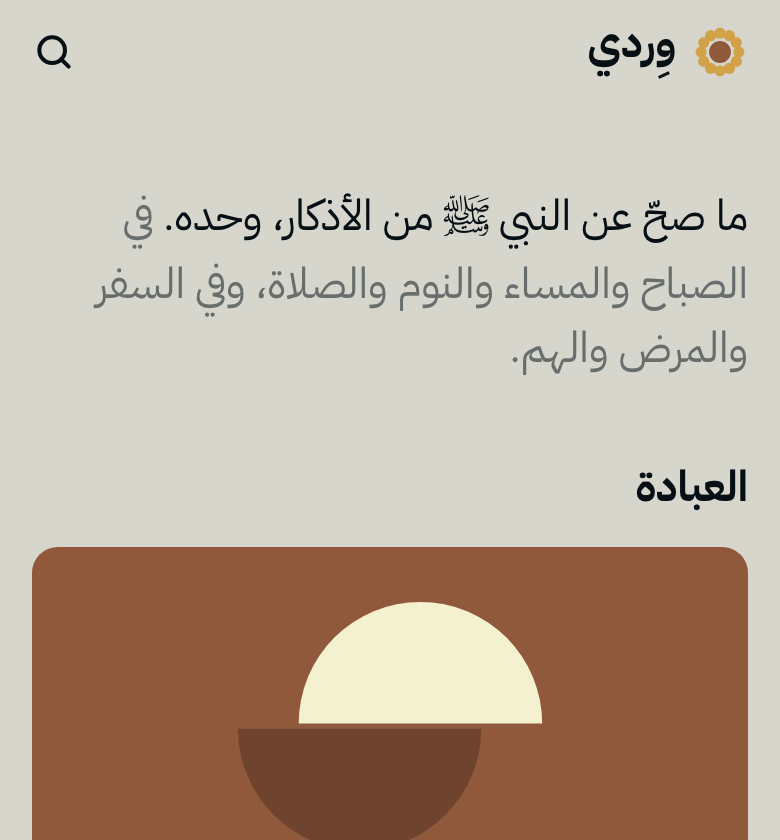 وِردي
ما صحّ عن النبي ﷺ من الأذكار، وحده. في
الصباح والمساء والنوم والصلاة، وفي السفر
والمرض والهم.
العبادة